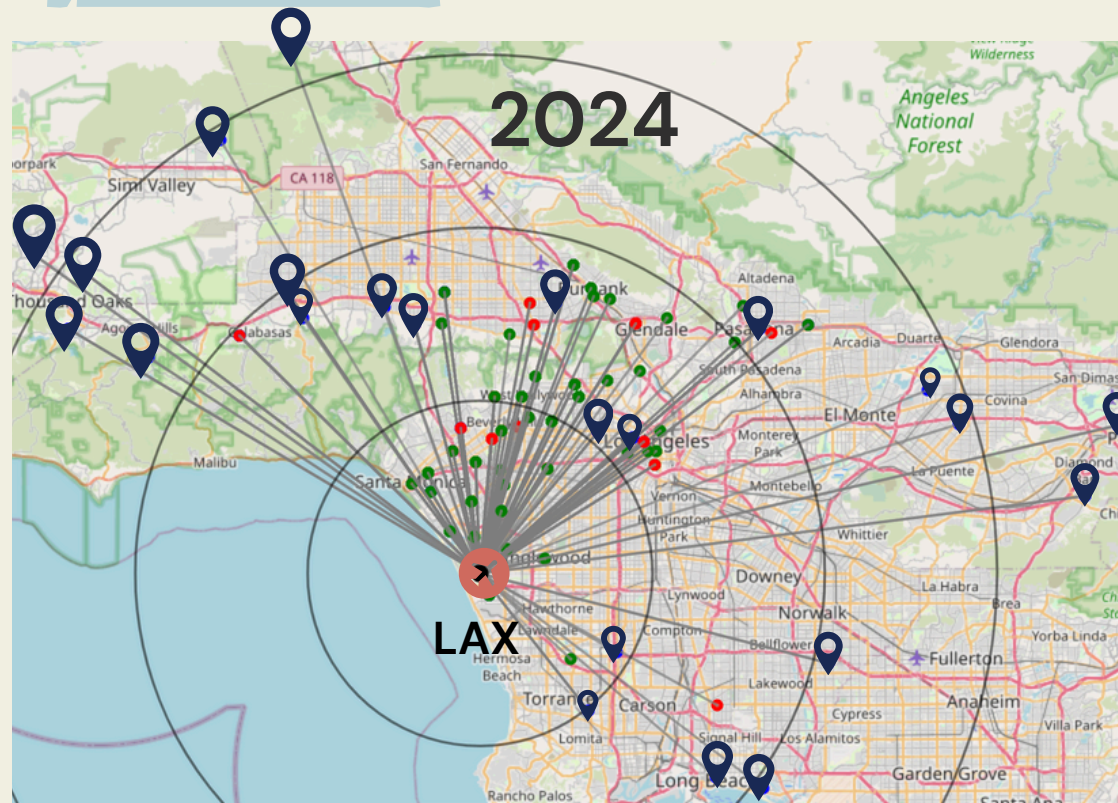 Wilderness
2024
Angeles
National
Forest
San Fernando
CA 118
Simi Valley
Altadena
Thousand Oaks
Burbank
Calabasas
Glendale
Pasadena
Arcadia
Duarte
Glendora
South Pasadena
San Dimas
Alhambra
Covina
El Monte
Los Angeles
Monterey
Park
Malibu
Santa Monica
La Puente
Diamond
Vernon
Montebello
Huntington
Park
Whittier
Inglewood
Downey
La Habra
Lynwood
Brea
Hawthorne
Norwalk
LAX
Lawndale
Compton
Yorba Linda
Bellflower
Hermosa
Beach
Fullerton
Lakewood
Torrance
Carson
Anaheim
Cypress
Villa Park
Lomita
Signal Hill
Los Alamitos
Long Beach
Garden Grove
Rancho Palos
Santa Ana